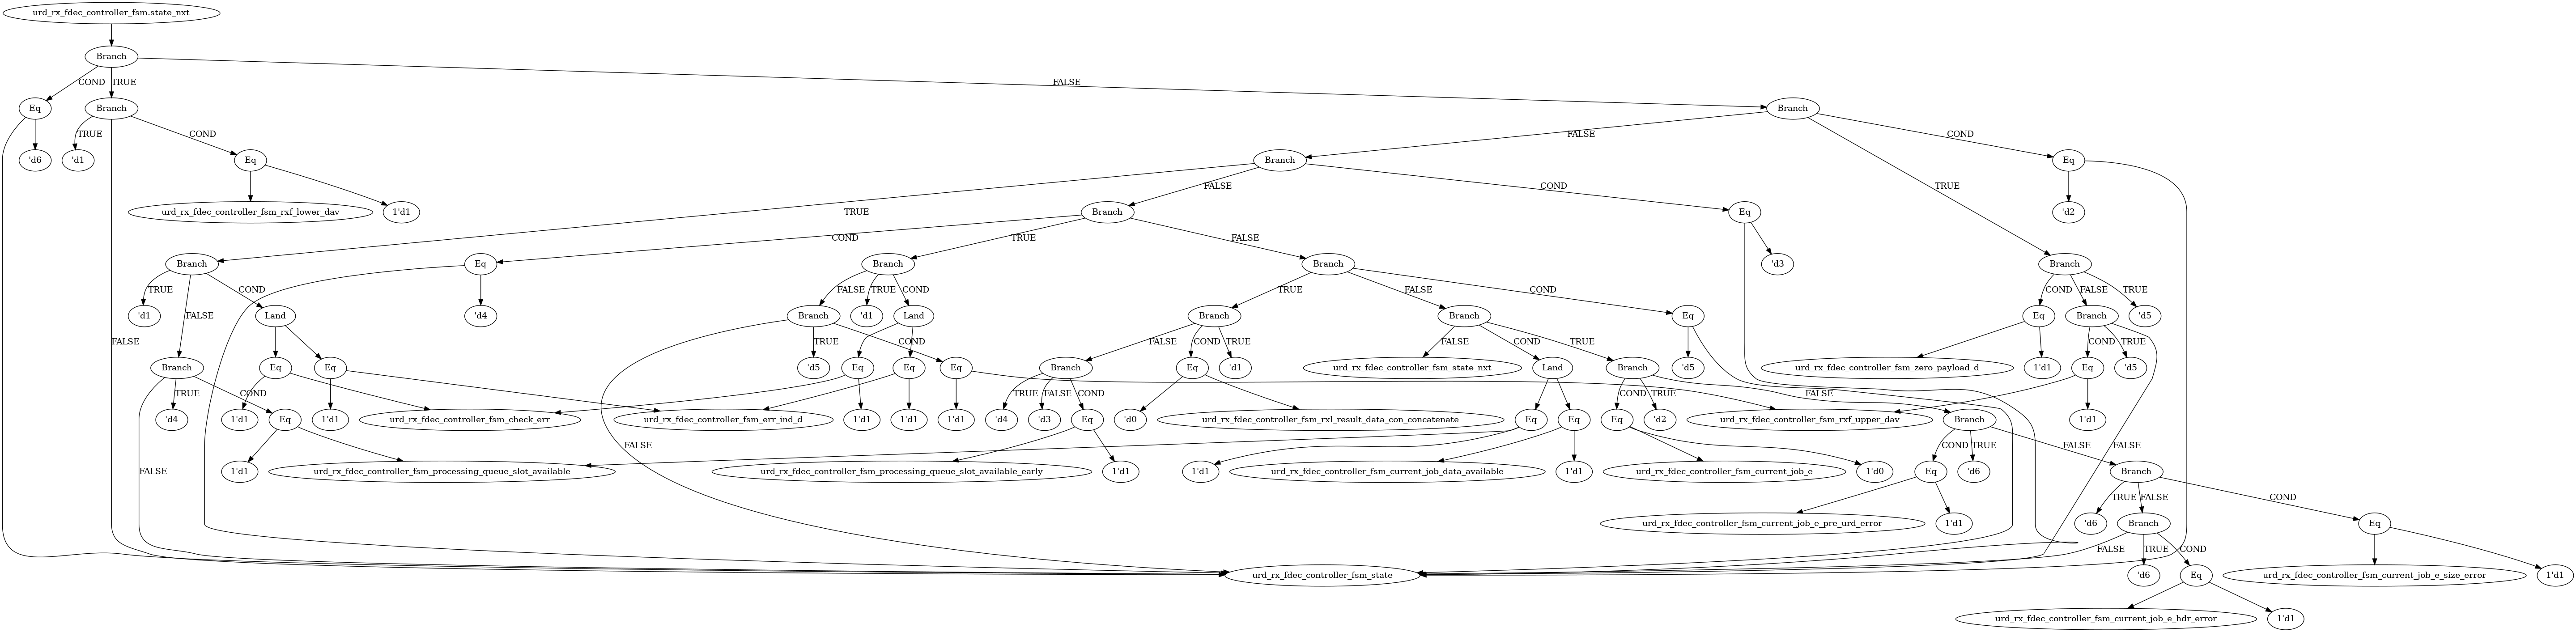 urd_rx_fdec_controller_fsm.state_nxt
Branch
COND
TRUE
FALSE
Eq
Branch
Branch
TRUE
COND
FALSE
COND
'd6
'd1
Eq
Branch
Eq
FALSE
COND
TRUE
urd_rx_fdec_controller_fsm_rxf_lower_dav
1'd1
Branch
Eq
'd2
TRUE
COND
TRUE
FALSE
Branch
Eq
Branch
Branch
'd3
Branch
TRUE
COND
FALSE
TRUE
COND
TRUE
FALSE
COND
COND
FALSE
TRUE
'd1
Land
'd4
Branch
'd1
Land
Branch
Branch
Eq
Eq
Branch
'd5
FALSE
FALSE
TRUE
COND
FALSE
COND
TRUE
FALSE
COND
TRUE
COND
TRUE
Branch
Eq
Eq
'd5
Eq
Eq
Eq
Branch
Eq
'd1
urd_rx_fdec_controller_fsm_state_nxt
Land
Branch
'd5
urd_rx_fdec_controller_fsm_zero_payload_d
1'd1
Eq
'd5
TRUE
COND
TRUE
FALSE
COND
COND
TRUE
FALSE
'd4
1'd1
1'd1
urd_rx_fdec_controller_fsm_check_err
urd_rx_fdec_controller_fsm_err_ind_d
1'd1
1'd1
1'd1
'd4
'd3
Eq
'd0
urd_rx_fdec_controller_fsm_rxl_result_data_con_concatenate
Eq
Eq
Eq
'd2
urd_rx_fdec_controller_fsm_rxf_upper_dav
Branch
1'd1
Eq
FALSE
FALSE
COND
TRUE
FALSE
FALSE
1'd1
urd_rx_fdec_controller_fsm_processing_queue_slot_available
urd_rx_fdec_controller_fsm_processing_queue_slot_available_early
1'd1
1'd1
urd_rx_fdec_controller_fsm_current_job_data_available
1'd1
urd_rx_fdec_controller_fsm_current_job_e
1'd0
Eq
'd6
Branch
FALSE
TRUE
FALSE
COND
urd_rx_fdec_controller_fsm_current_job_e_pre_urd_error
1'd1
'd6
Branch
Eq
FALSE
TRUE
COND
urd_rx_fdec_controller_fsm_state
'd6
Eq
urd_rx_fdec_controller_fsm_current_job_e_size_error
1'd1
urd_rx_fdec_controller_fsm_current_job_e_hdr_error
1'd1